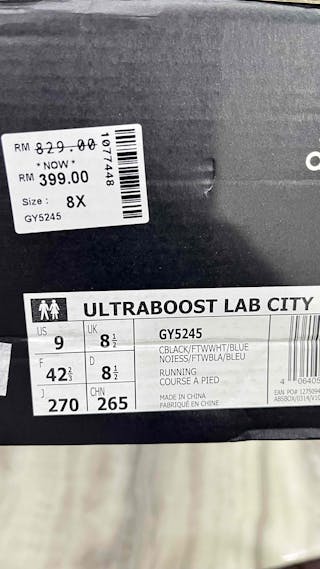 RM 829.00
* NOW *
RM 399.00
Size : 8X
GY5245
1077448
ULTRABOOST LAB CITY
US 9
UK 8½
F 42⅔
D 8½
J 270
CHN 265
GY5245
CBLACK/FTWWHT/BLUE
NOIESS/FTWBLA/BLEU
RUNNING
COURSE A PIED
MADE IN CHINA
FABRIQUÉ EN CHINE
4 06405